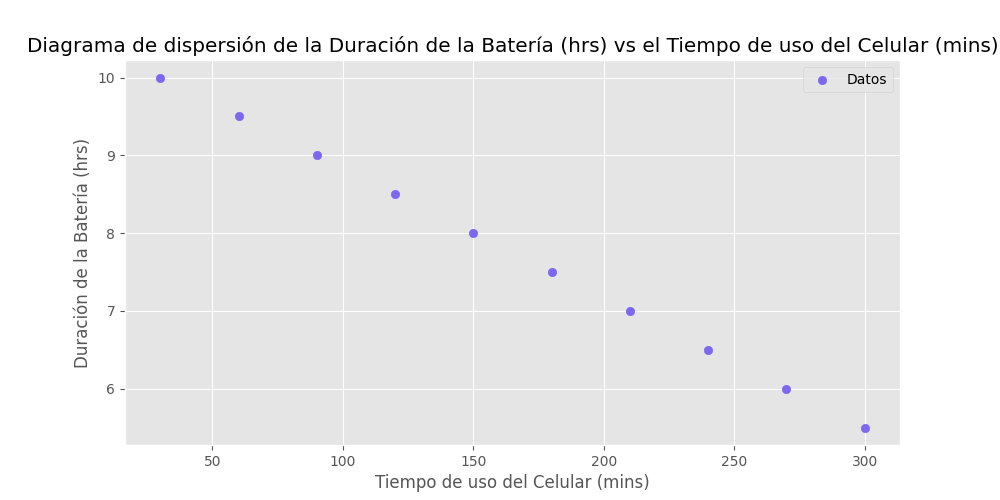 Diagrama de dispersión de la Duración de la Batería (hrs) vs el Tiempo de uso del Celular (mins)
Datos
Duración de la Batería (hrs)
10
9
8
7
6
50 100 150 200 250 300
Tiempo de uso del Celular (mins)